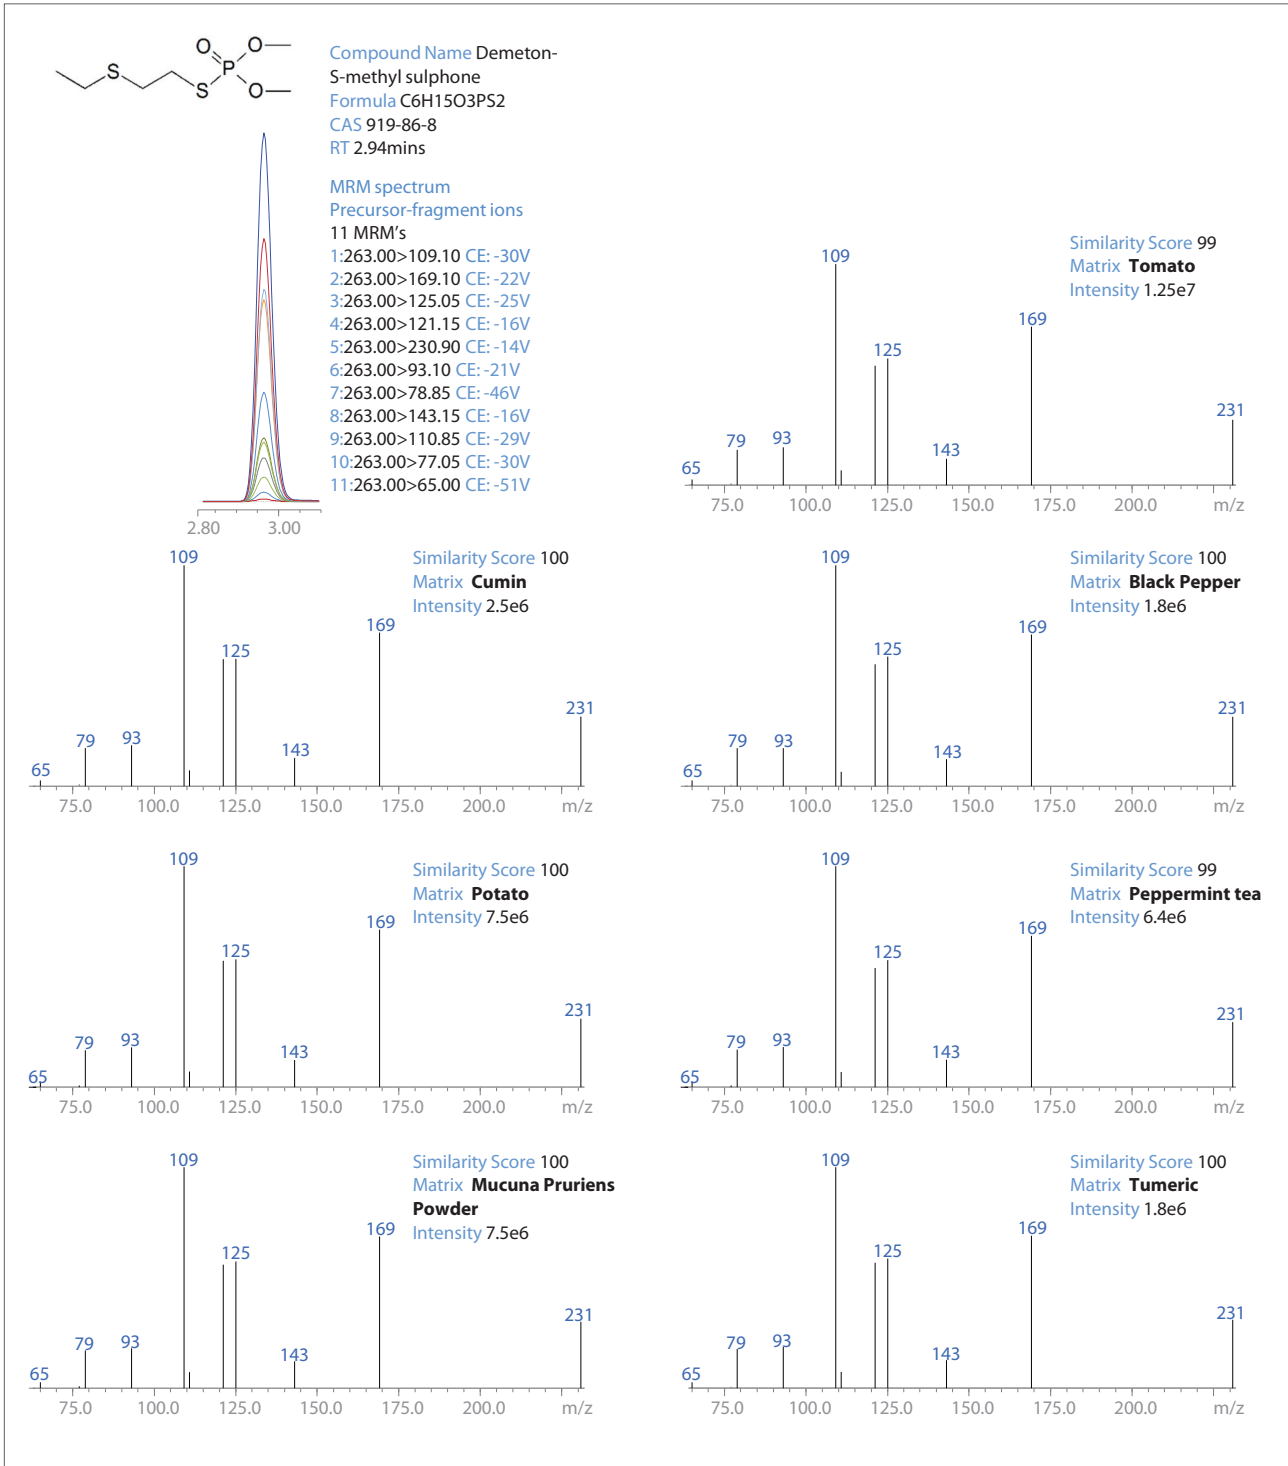 O
O
S
P
S
O
Compound Name Demeton-
S-methyl sulphone
Formula C6H15O3PS2
CAS 919-86-8
RT 2.94mins
MRM spectrum
Precursor-fragment ions
11 MRM's
1:263.00>109.10 CE: -30V
2:263.00>169.10 CE: -22V
3:263.00>125.05 CE: -25V
4:263.00>121.15 CE: -16V
5:263.00>230.90 CE: -14V
6:263.00>93.10 CE: -21V
7:263.00>78.85 CE: -46V
8:263.00>143.15 CE: -16V
9:263.00>110.85 CE: -29V
10:263.00>77.05 CE: -30V
11:263.00>65.00 CE: -51V
2.80 3.00
Similarity Score 99
Matrix Tomato
Intensity 1.25e7
109
169
125
231
79 93
143
65
75.0 100.0 125.0 150.0 175.0 200.0 m/z
Similarity Score 100
Matrix Cumin
Intensity 2.5e6
109
169
125
231
79 93
143
65
75.0 100.0 125.0 150.0 175.0 200.0 m/z
Similarity Score 100
Matrix Black Pepper
Intensity 1.8e6
109
169
125
231
79 93
143
65
75.0 100.0 125.0 150.0 175.0 200.0 m/z
Similarity Score 100
Matrix Potato
Intensity 7.5e6
109
169
125
231
79 93
143
65
75.0 100.0 125.0 150.0 175.0 200.0 m/z
Similarity Score 99
Matrix Peppermint tea
Intensity 6.4e6
109
169
125
231
79 93
143
65
75.0 100.0 125.0 150.0 175.0 200.0 m/z
Similarity Score 100
Matrix Mucuna Pruriens
Powder
Intensity 7.5e6
109
169
125
231
79 93
143
65
75.0 100.0 125.0 150.0 175.0 200.0 m/z
Similarity Score 100
Matrix Tumeric
Intensity 1.8e6
109
169
125
231
79 93
143
65
75.0 100.0 125.0 150.0 175.0 200.0 m/z